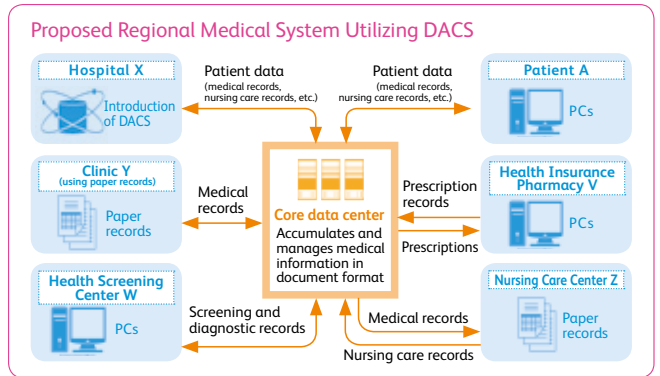 Proposed Regional Medical System Utilizing DACS
Hospital X
Introduction
of DACS
Patient data
(medical records,
nursing care records, etc.)
Patient data
(medical records,
nursing care records, etc.)
Patient A
PCs
Clinic Y
(using paper records)
Paper
records
Medical
records
Core data center
Accumulates and
manages medical
information in
document format
Prescription
records
Prescriptions
Health Insurance
Pharmacy V
PCs
Health Screening
Center W
PCs
Screening and
diagnostic records
Medical records
Nursing care records
Nursing Care Center Z
Paper
records